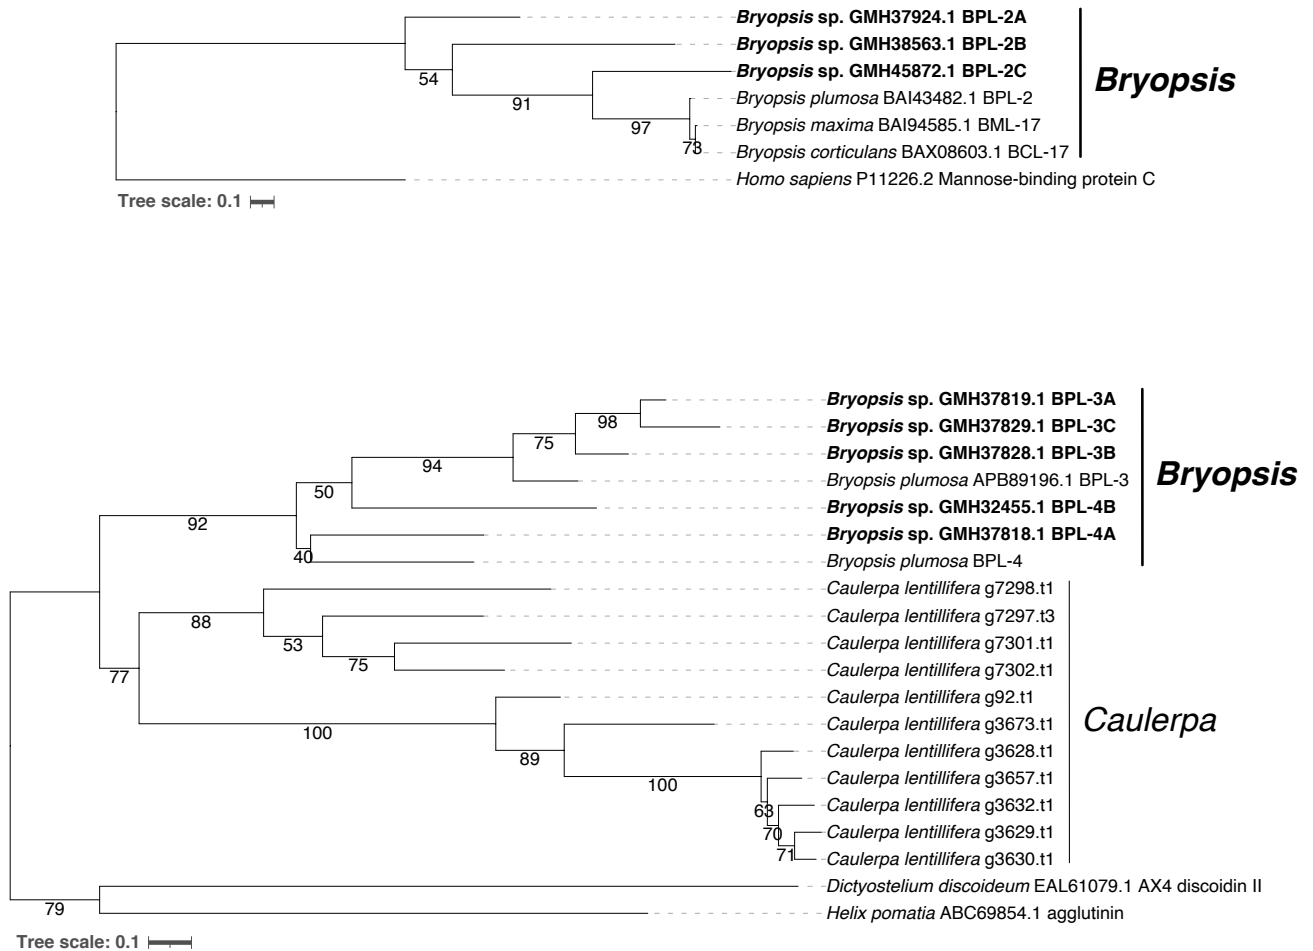 Bryopsis sp. GMH37924.1 BPL-2A
Bryopsis sp. GMH38563.1 BPL-2B
54
Bryopsis sp. GMH45872.1 BPL-2C
Bryopsis
91
Bryopsis plumosa BAI43482.1 BPL-2
97
Bryopsis maxima BAI94585.1 BML-17
73
Bryopsis corticulans BAX08603.1 BCL-17
Homo sapiens P11226.2 Mannose-binding protein C
Tree scale: 0.1
Bryopsis sp. GMH37819.1 BPL-3A
98
Bryopsis sp. GMH37829.1 BPL-3C
75
Bryopsis sp. GMH37828.1 BPL-3B
94
Bryopsis plumosa APB89196.1 BPL-3
Bryopsis
50
Bryopsis sp. GMH32455.1 BPL-4B
92
Bryopsis sp. GMH37818.1 BPL-4A
40
Bryopsis plumosa BPL-4
Caulerpa lentillifera g7298.t1
88
Caulerpa lentillifera g7297.t3
53
Caulerpa lentillifera g7301.t1
75
Caulerpa lentillifera g7302.t1
77
Caulerpa lentillifera g92.t1
Caulerpa lentillifera g3673.t1
Caulerpa
100
Caulerpa lentillifera g3628.t1
89
Caulerpa lentillifera g3657.t1
100
Caulerpa lentillifera g3632.t1
63
Caulerpa lentillifera g3629.t1
70
Caulerpa lentillifera g3630.t1
71
Dictyostelium discoideum EAL61079.1 AX4 discoidin II
79
Helix pomatia ABC69854.1 agglutinin
Tree scale: 0.1